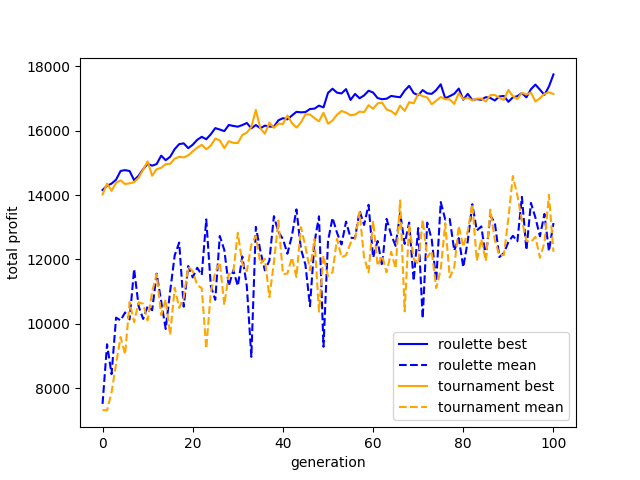 18000
16000
14000
12000
10000
8000
total profit
0
20
40
60
80
100
generation
roulette best
roulette mean
tournament best
tournament mean